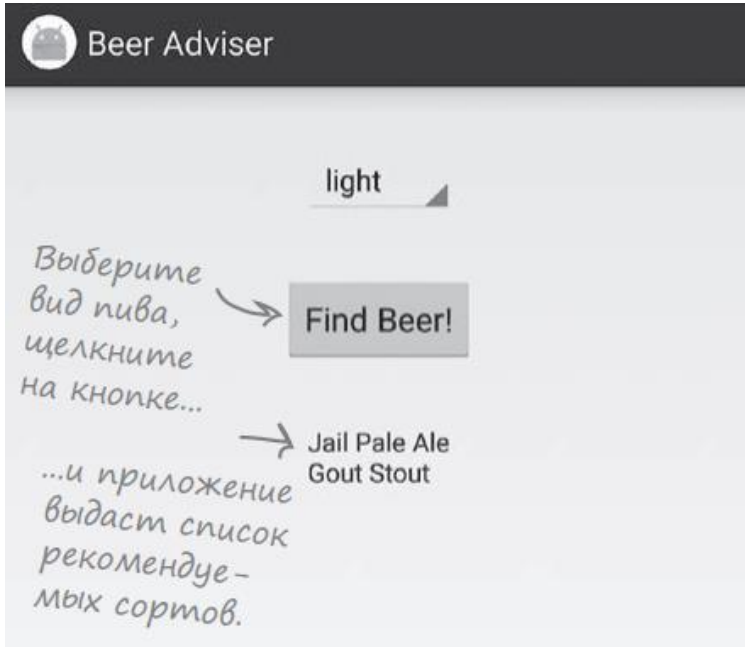 Beer Adviser
light
Выберите
вид пива,
щелкните
на кнопке...
Find Beer!
...и приложение
выдаст список
рекомендуе-
мых сортов.
Jail Pale Ale
Gout Stout